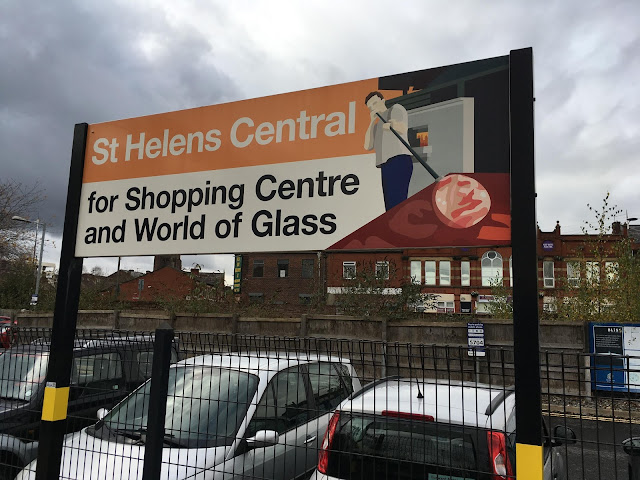 St Helens Central
for Shopping Centre
and World of Glass